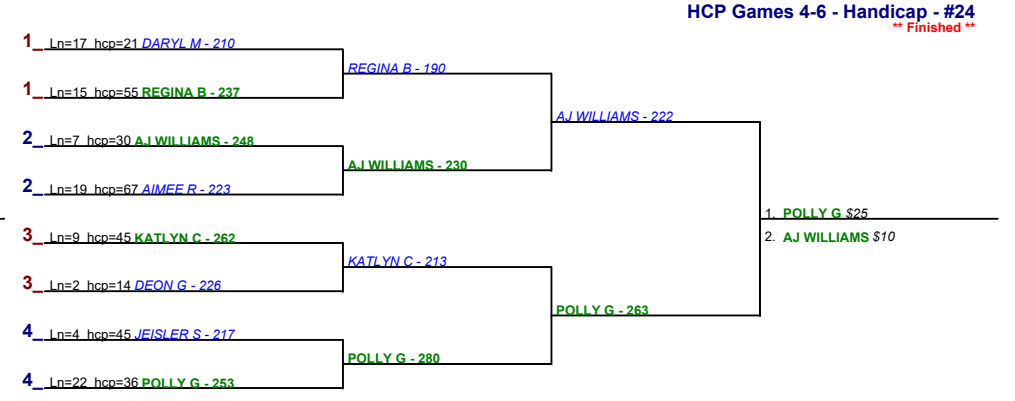 HCP Games 4-6 - Handicap - #24
** Finished **
1_ Ln=17 hcp=21 DARYL M - 210
REGINA B - 190
1_ Ln=15 hcp=55 REGINA B - 237
AJ WILLIAMS - 222
2_ Ln=7 hcp=30 AJ WILLIAMS - 248
AJ WILLIAMS - 230
2_ Ln=19 hcp=67 AIMEE R - 223
1. POLLY G $25
3_ Ln=9 hcp=45 KATLYN C - 262
2. AJ WILLIAMS $10
KATLYN C - 213
3_ Ln=2 hcp=14 DEON G - 226
POLLY G - 263
4_ Ln=4 hcp=45 JEISLER S - 217
POLLY G - 280
4_ Ln=22 hcp=36 POLLY G - 253